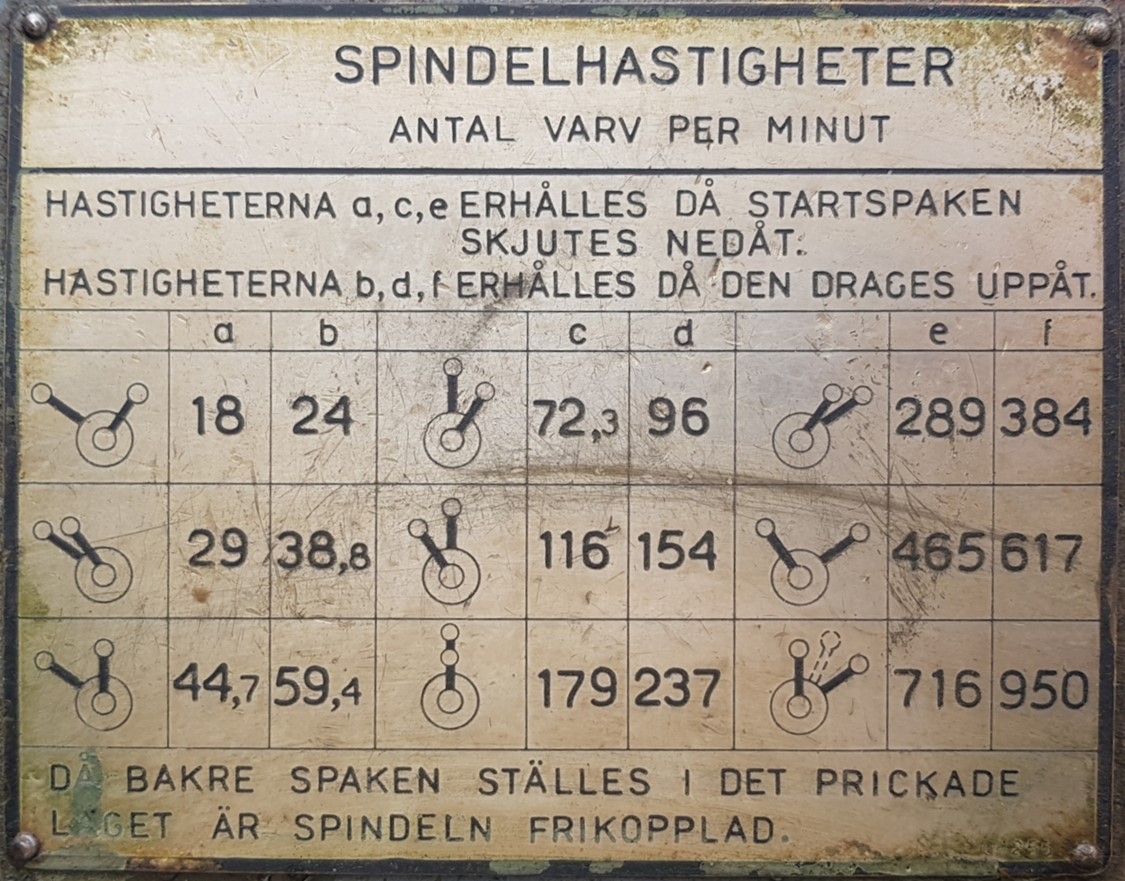 SPINDELHASTIGHETER
ANTAL VARV PER MINUT
HASTIGHETERNA a, c, e ERHÅLLES DÅ STARTSPAKEN
SKJUTES NEDÅT.
HASTIGHETERNA b, d, f ERHÅLLES DÅ DEN DRAGES UPPÅT.
a b c d e f
18 24 72,3 96 289 384
29 38,8 116 154 465 617
44,7 59,4 179 237 716 950
DÅ BAKRE SPAKEN STÄLLES I DET PRICKADE
LÄGET ÄR SPINDELN FRIKOPPLAD.